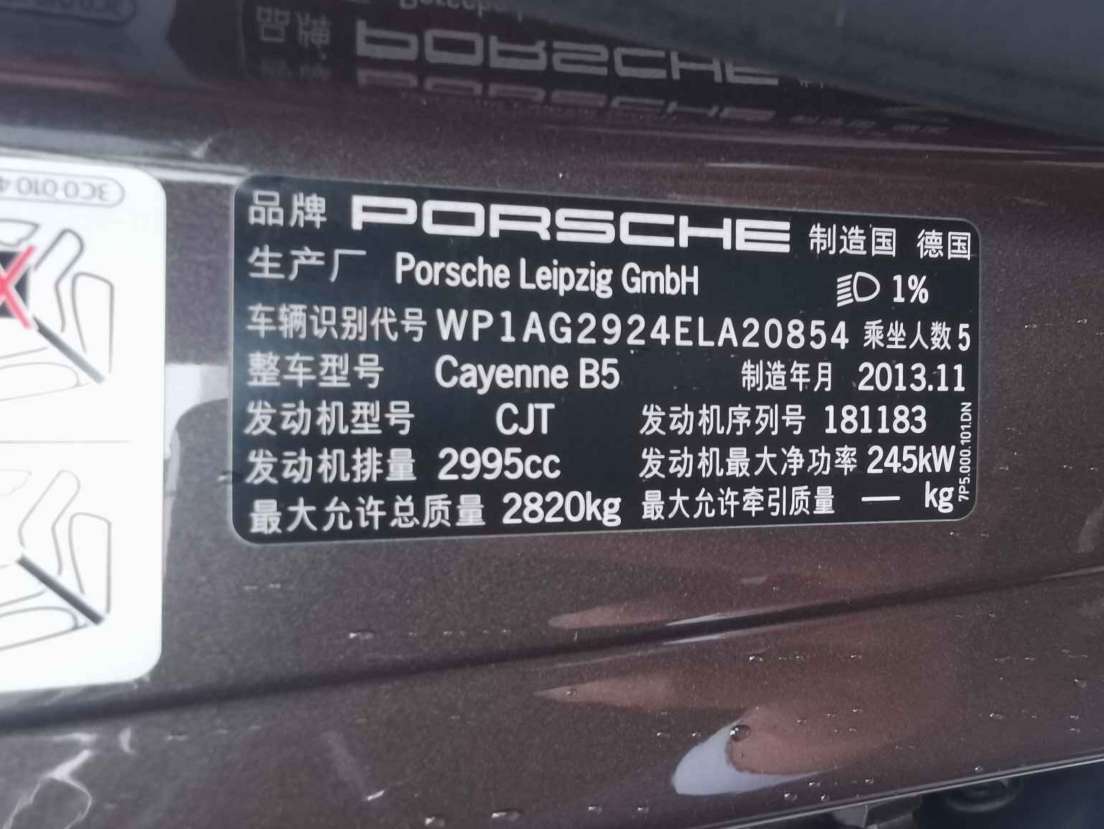 品牌 PORSCHE 制造国 德国
生产厂 Porsche Leipzig GmbH 1%
车辆识别代号 WP1AG2924ELA20854 乘坐人数 5
整车型号 Cayenne B5 制造年月 2013.11
发动机型号 CJT 发动机序列号 181183
发动机排量 2995cc 发动机最大净功率 245kW
最大允许总质量 2820kg 最大允许牵引质量 — kg
7P5.000.101.DN
3C0 010 4